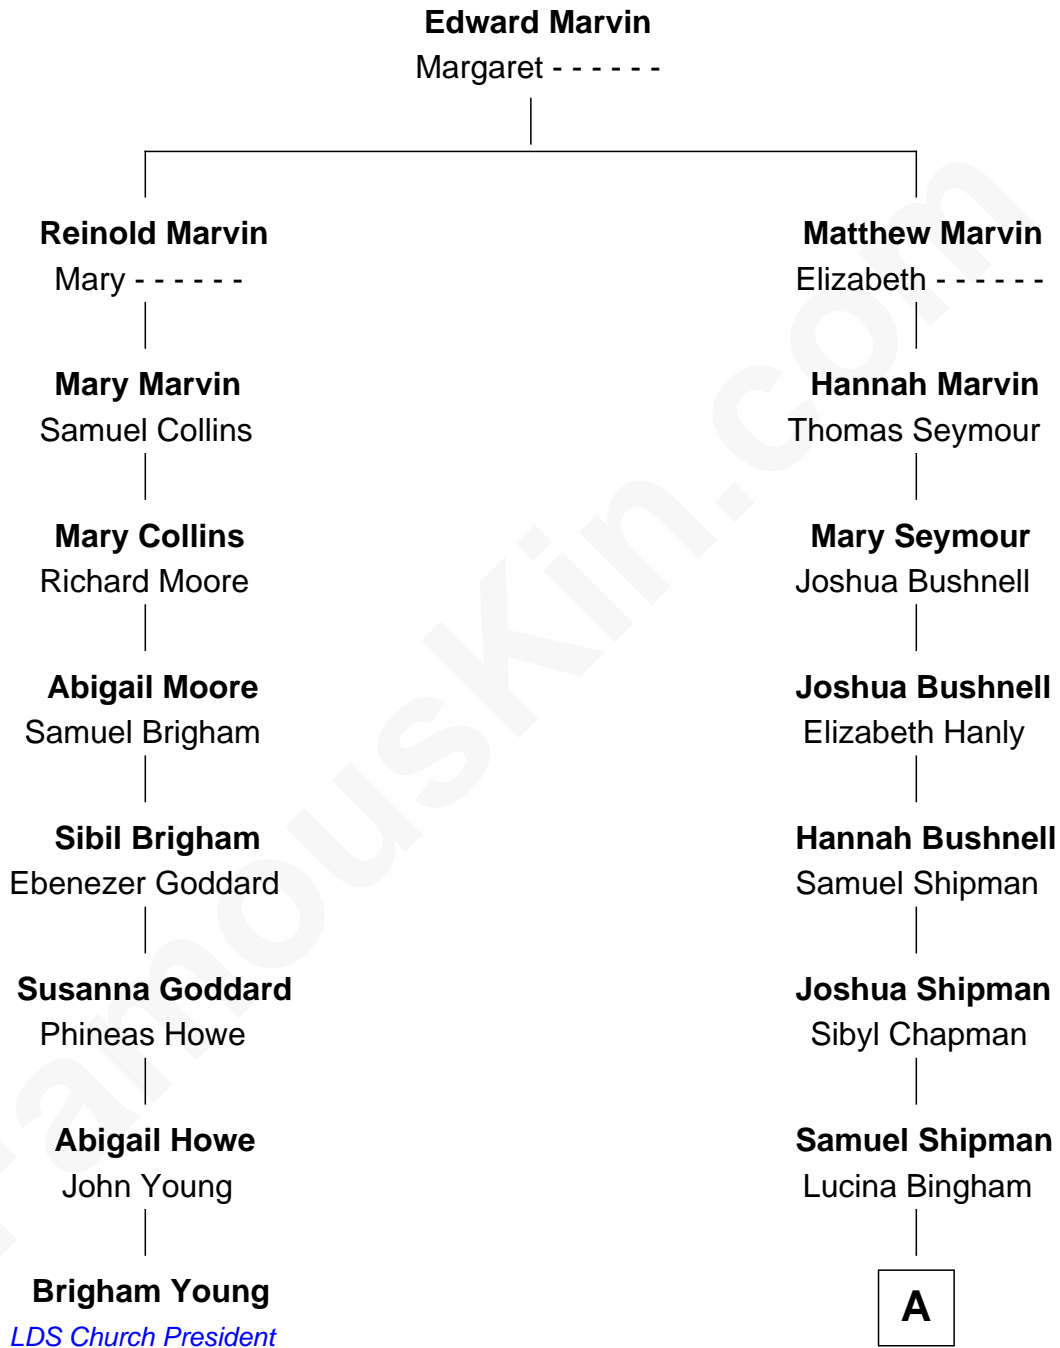 Edward Marvin
Margaret - - - - - -
Reinold Marvin
Mary - - - - - -
Mary Marvin
Samuel Collins
Mary Collins
Richard Moore
Abigail Moore
Samuel Brigham
Sibil Brigham
Ebenezer Goddard
Susanna Goddard
Phineas Howe
Abigail Howe
John Young
Brigham Young
LDS Church President
Matthew Marvin
Elizabeth - - - - - -
Hannah Marvin
Thomas Seymour
Mary Seymour
Joshua Bushnell
Joshua Bushnell
Elizabeth Hanly
Hannah Bushnell
Samuel Shipman
Joshua Shipman
Sibyl Chapman
Samuel Shipman
Lucina Bingham
A
FamousKin.com